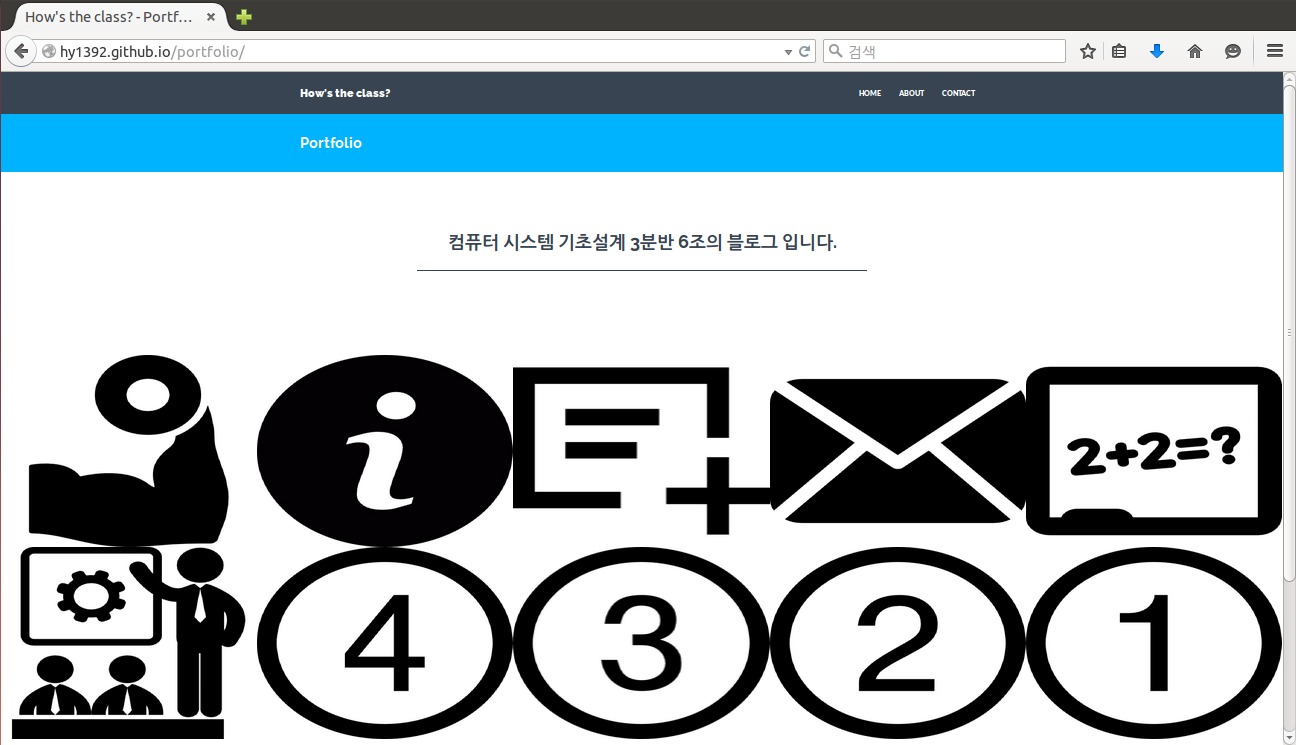 How's the class? - Portf...
hy1392.github.io/portfolio/
검색
How's the class?
HOME ABOUT CONTACT
Portfolio
컴퓨터 시스템 기초설계 3분반 6조의 블로그 입니다.
i
2+2=?
4 3 2 1